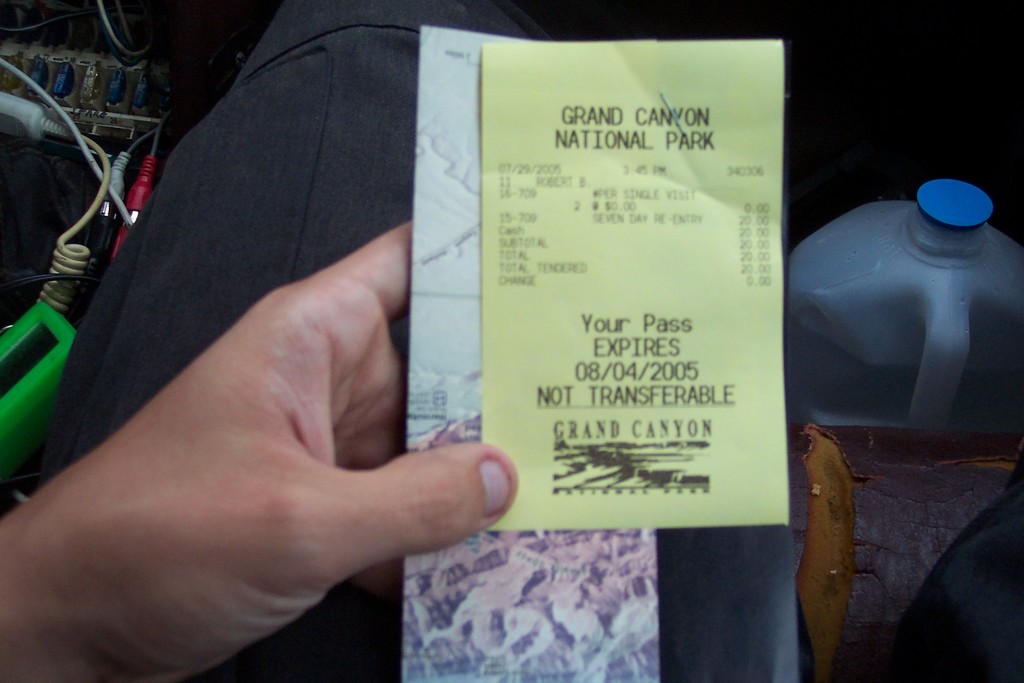 GRAND CANYON
NATIONAL PARK
07/29/2005 3:45 PM 340306
11 ROBERT B.
16-709 #PER SINGLE VISIT
2 @ $0.00 0.00
15-709 SEVEN DAY RE-ENTRY 20.00
Cash 20.00
SUBTOTAL 20.00
TOTAL 20.00
TOTAL TENDERED 20.00
CHANGE 0.00
Your Pass
EXPIRES
08/04/2005
NOT TRANSFERABLE
GRAND CANYON
NATIONAL PARK